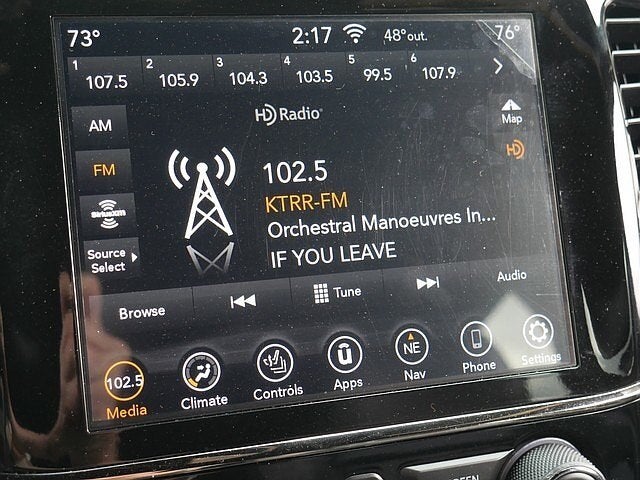 73° 2:17 48° out. 76°
1 107.5 2 105.9 3 104.3 4 103.5 5 99.5 6 107.9
HD Radio
AM
Map
FM
HD
102.5
KTRR-FM
SiriusXM
Orchestral Manoeuvres In...
Source
Select
IF YOU LEAVE
Browse Tune Audio
102.5 NE
Media Climate Controls Apps Nav Phone Settings